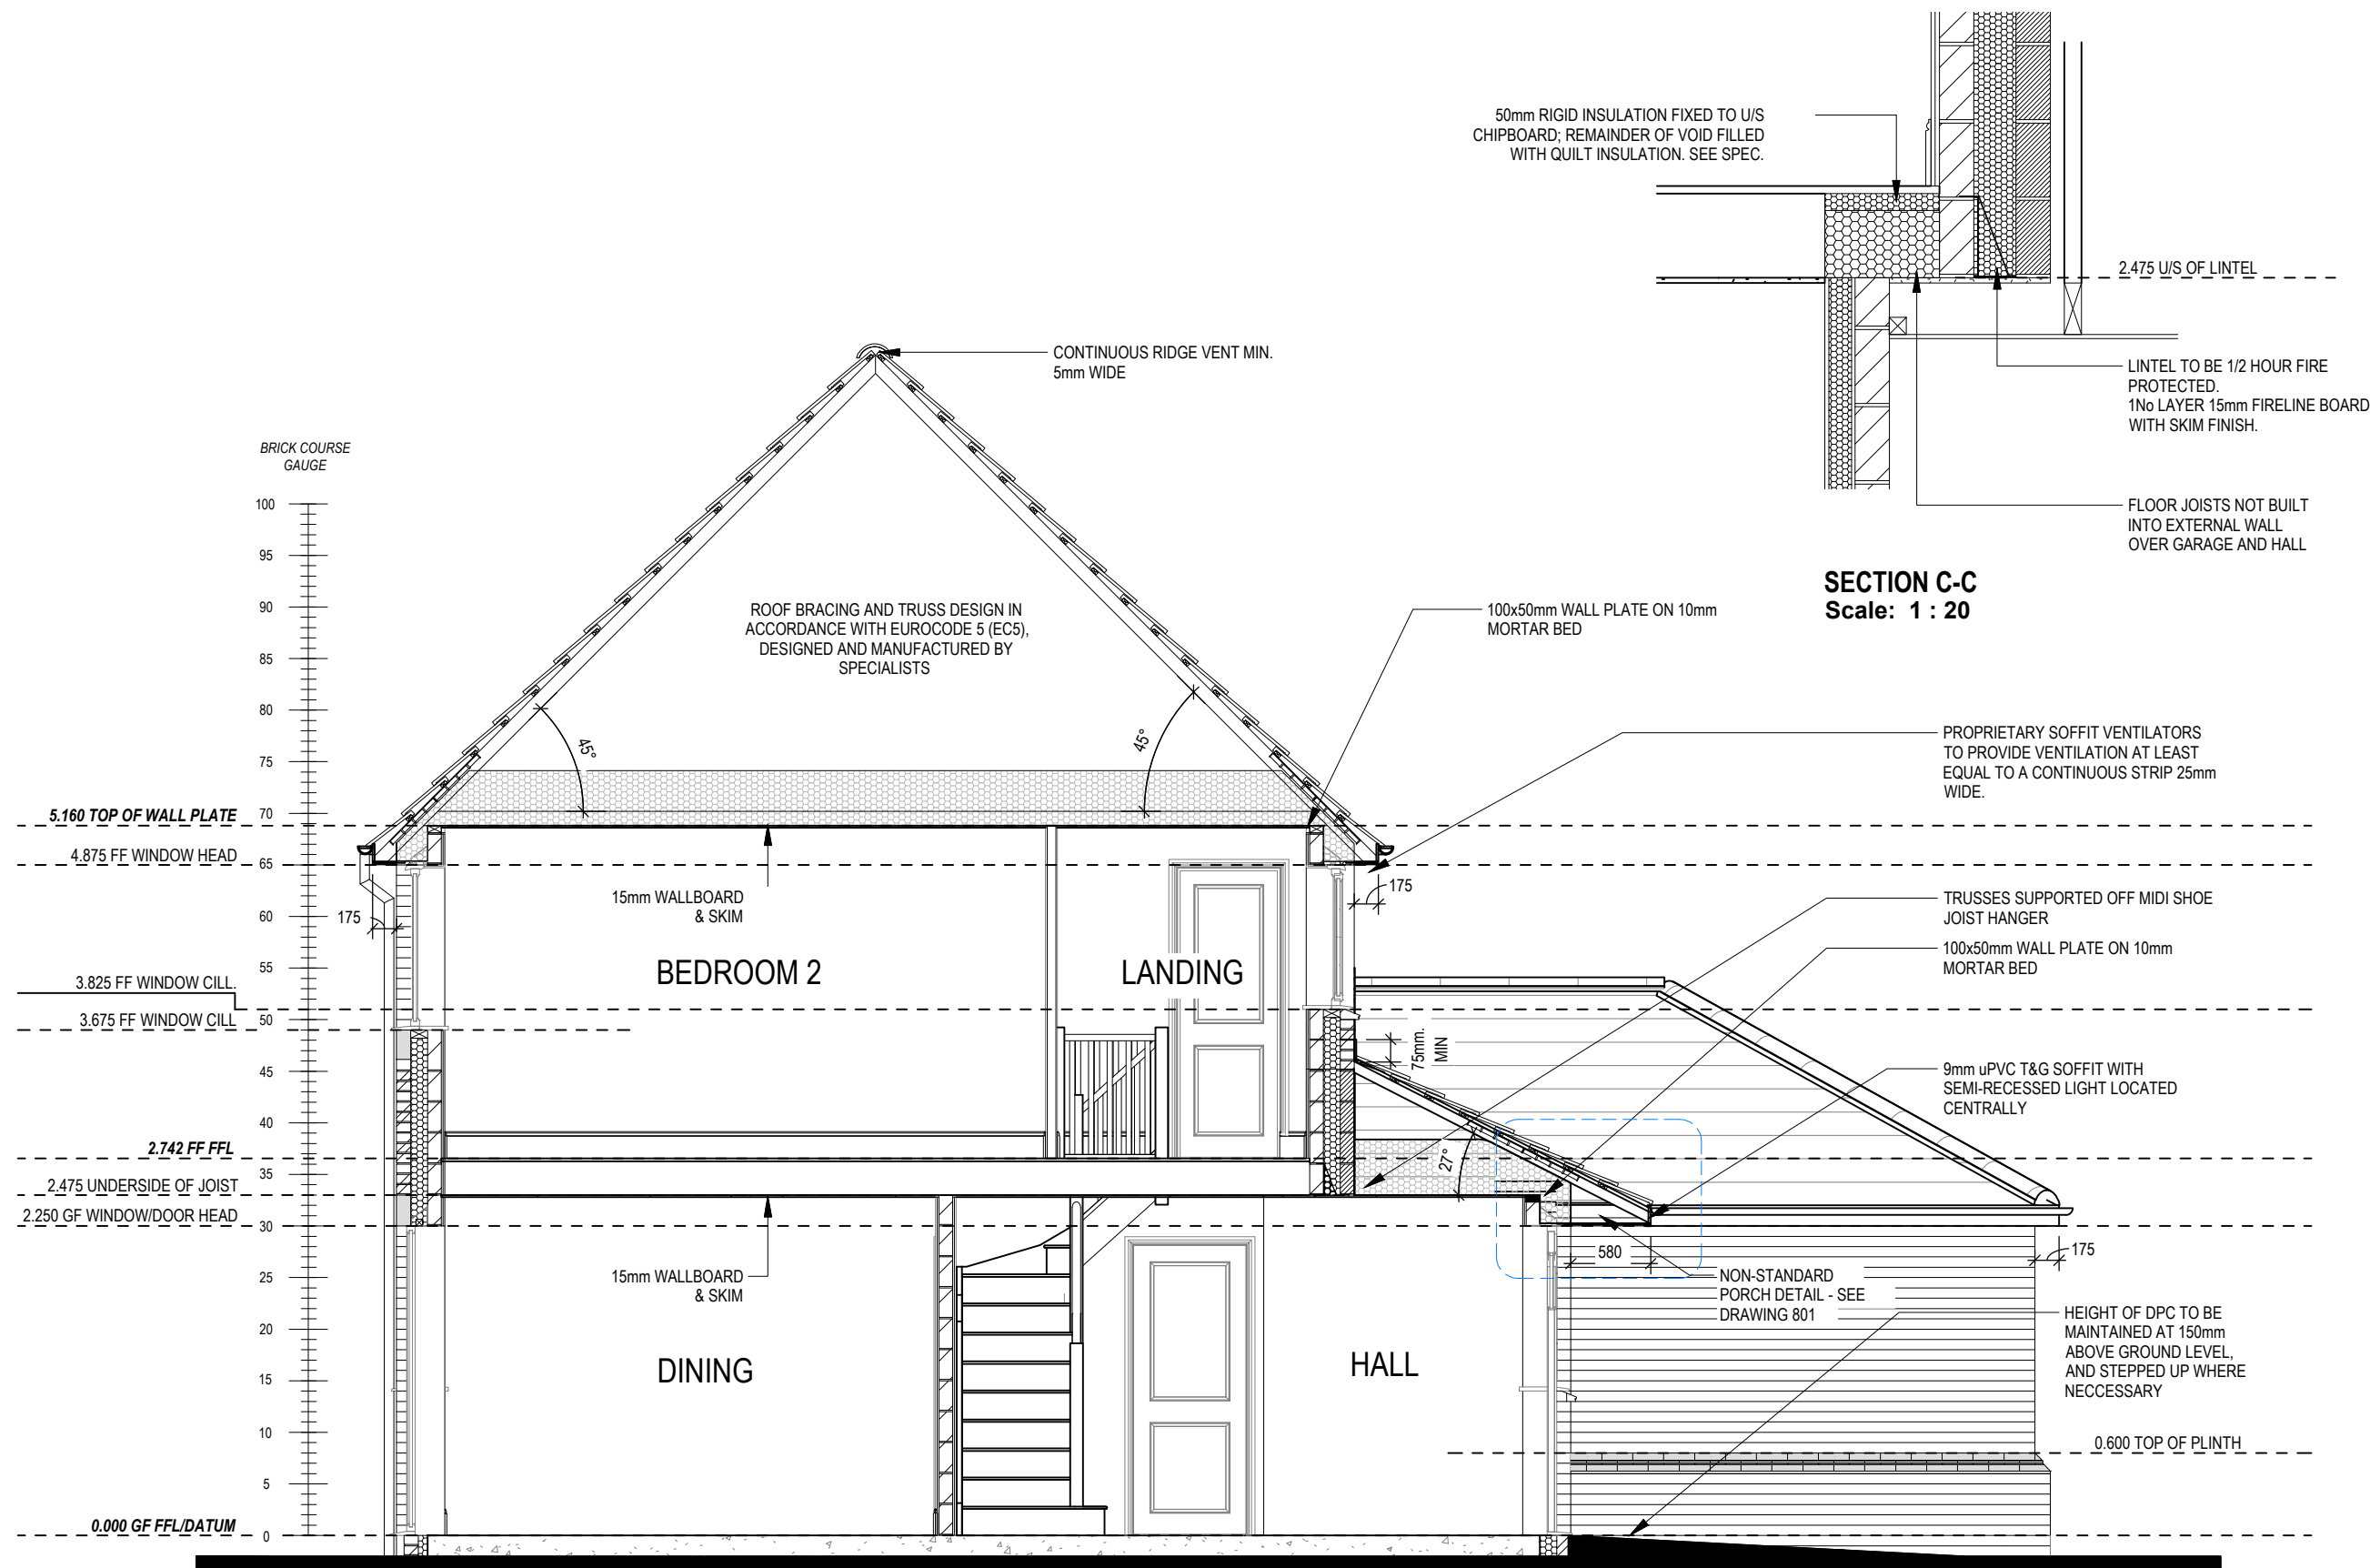 50mm RIGID INSULATION FIXED TO U/S
CHIPBOARD; REMAINDER OF VOID FILLED
WITH QUILT INSULATION. SEE SPEC.
2.475 U/S OF LINTEL
LINTEL TO BE 1/2 HOUR FIRE
PROTECTED.
1No LAYER 15mm FIRELINE BOARD
WITH SKIM FINISH.
FLOOR JOISTS NOT BUILT
INTO EXTERNAL WALL
OVER GARAGE AND HALL
SECTION C-C
Scale: 1 : 20
CONTINUOUS RIDGE VENT MIN.
5mm WIDE
BRICK COURSE
GAUGE
100
95
90
85
80
75
70
65
60
55
50
45
40
35
30
25
20
15
10
5
0
ROOF BRACING AND TRUSS DESIGN IN
ACCORDANCE WITH EUROCODE 5 (EC5),
DESIGNED AND MANUFACTURED BY
SPECIALISTS
45°
45°
100x50mm WALL PLATE ON 10mm
MORTAR BED
PROPRIETARY SOFFIT VENTILATORS
TO PROVIDE VENTILATION AT LEAST
EQUAL TO A CONTINUOUS STRIP 25mm
WIDE.
5.160 TOP OF WALL PLATE
4.875 FF WINDOW HEAD
175
175
15mm WALLBOARD
& SKIM
TRUSSES SUPPORTED OFF MIDI SHOE
JOIST HANGER
100x50mm WALL PLATE ON 10mm
MORTAR BED
BEDROOM 2
LANDING
3.825 FF WINDOW CILL.
3.675 FF WINDOW CILL
75mm.
MIN
9mm uPVC T&G SOFFIT WITH
SEMI-RECESSED LIGHT LOCATED
CENTRALLY
2.742 FF FFL
27°
2.475 UNDERSIDE OF JOIST
2.250 GF WINDOW/DOOR HEAD
580
175
15mm WALLBOARD
& SKIM
NON-STANDARD
PORCH DETAIL - SEE
DRAWING 801
HEIGHT OF DPC TO BE
MAINTAINED AT 150mm
ABOVE GROUND LEVEL,
AND STEPPED UP WHERE
NECCESSARY
DINING
HALL
0.600 TOP OF PLINTH
0.000 GF FFL/DATUM